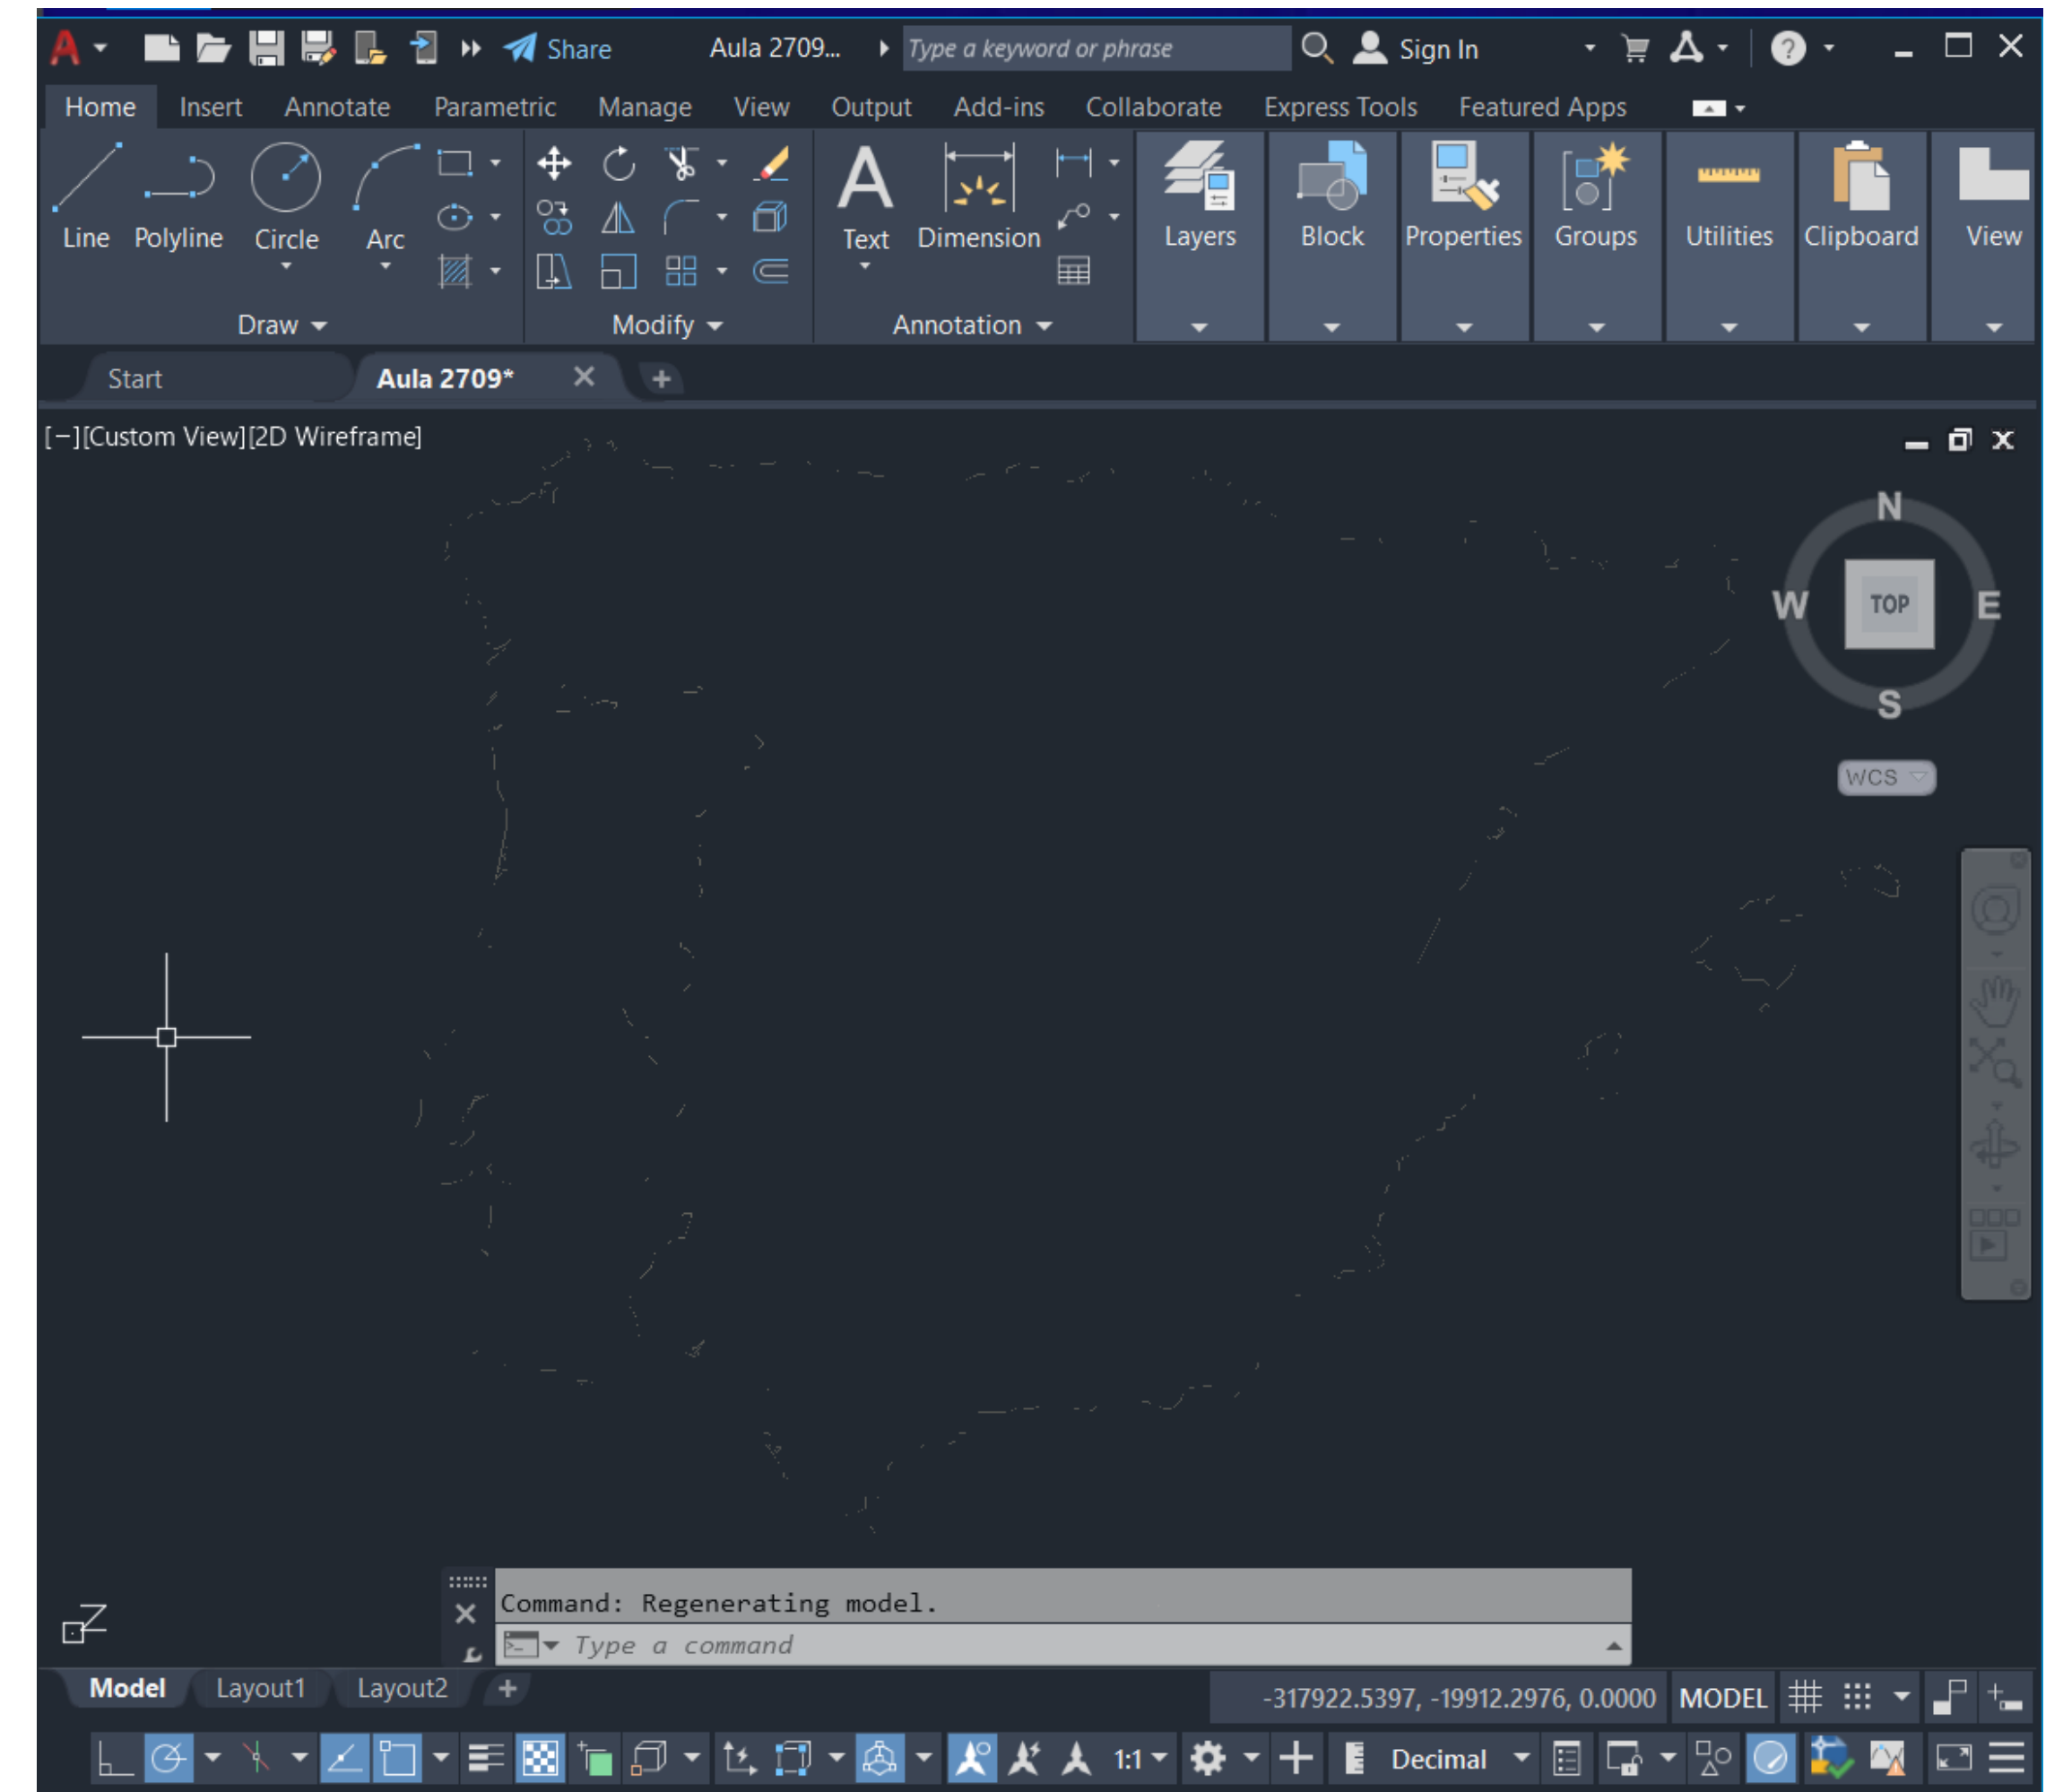 A Share Aula 2709... Type a keyword or phrase Sign In ?
Home Insert Annotate Parametric Manage View Output Add-ins Collaborate Express Tools Featured Apps
Line Polyline Circle Arc A Text Dimension Layers Block Properties Groups Utilities Clipboard View
Draw Modify Annotation
Start Aula 2709* +
[−][Custom View][2D Wireframe]
N
W TOP E
S
WCS
Command: Regenerating model.
Type a command
Z
Model Layout1 Layout2 + -317922.5397, -19912.2976, 0.0000 MODEL
1:1 Decimal